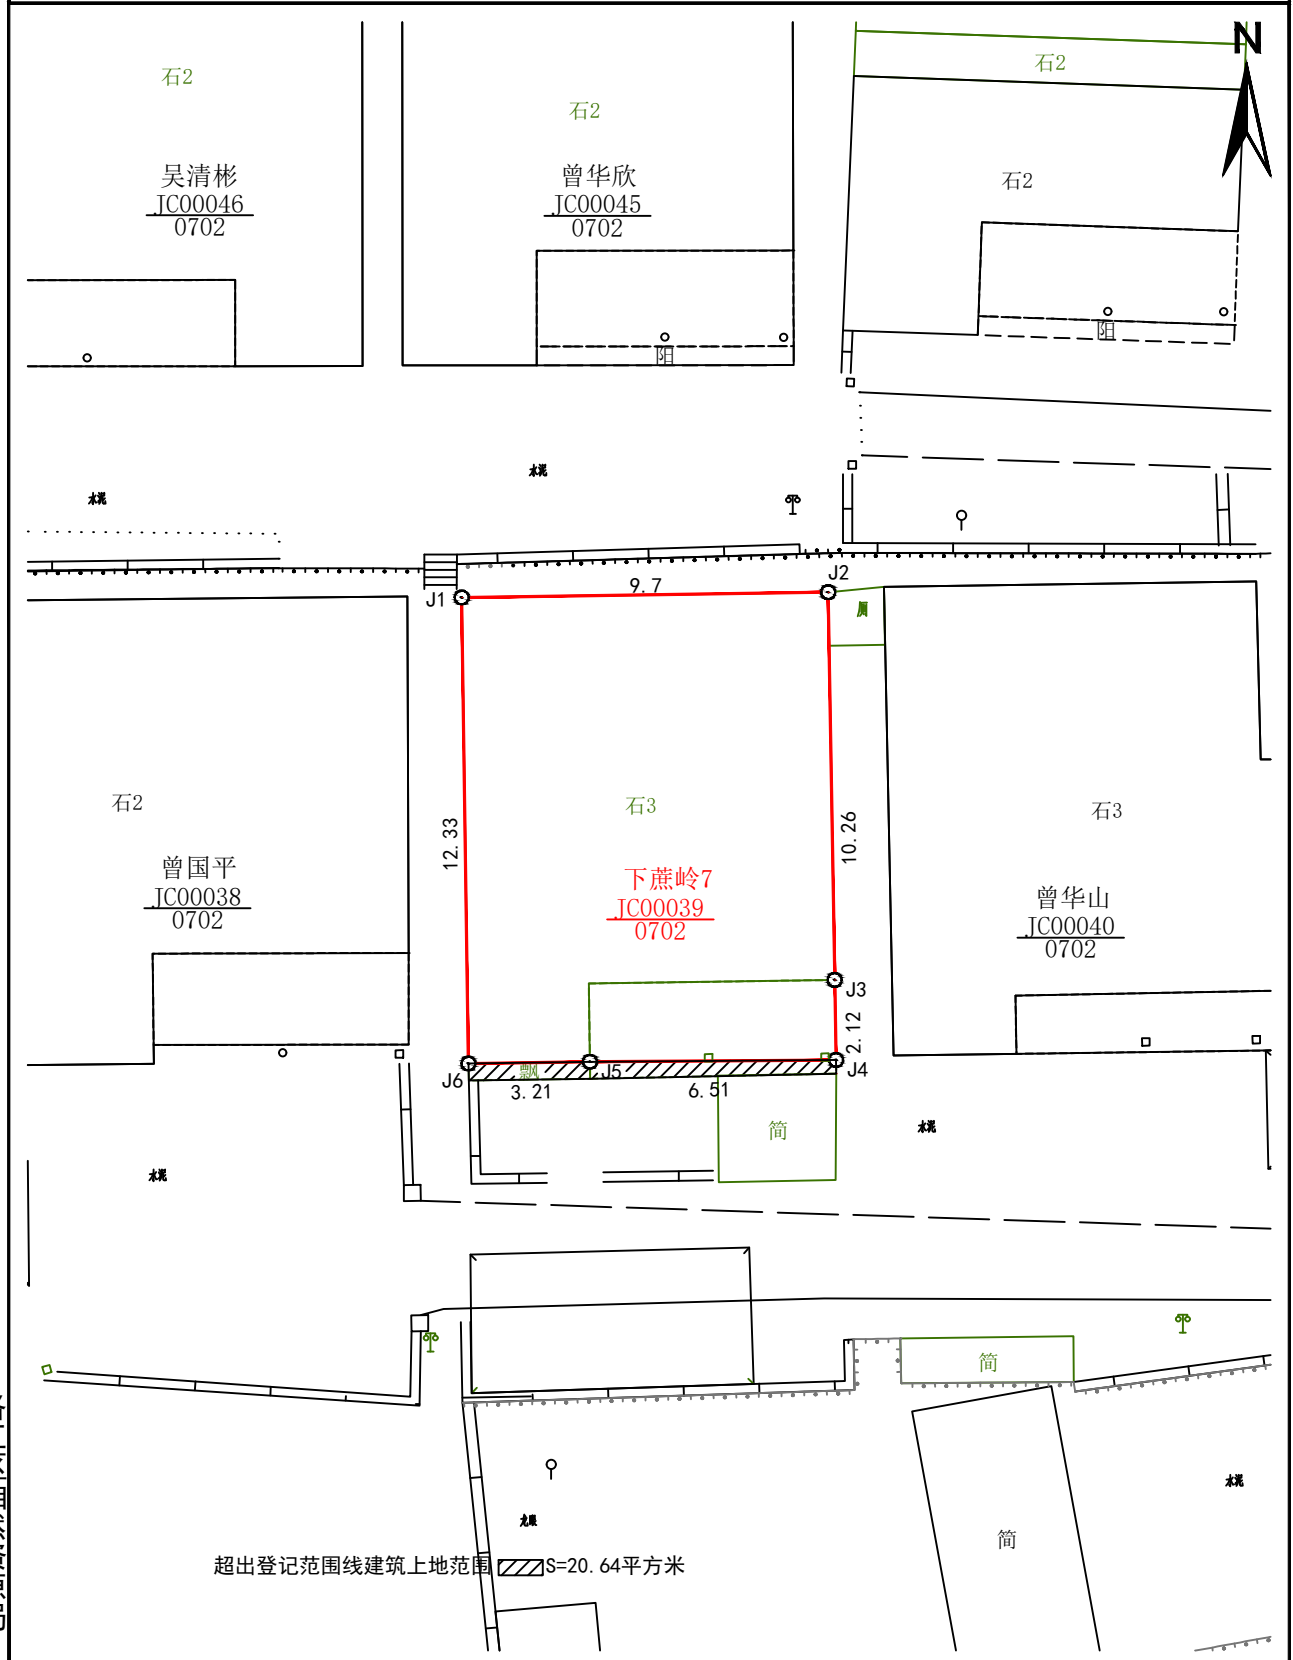 N
石2
石2
石2
石2
吴清彬
JC00046
0702
曾华欣
JC00045
0702
阳
阳
水泥
水泥
J1
9.7
J2
厕
石2
石3
石3
12.33
10.26
曾国平
JC00038
0702
下蔗岭7
JC00039
0702
曾华山
JC00040
0702
J3
2.12
J6
飘
J5
J4
3.21
6.51
简
水泥
水泥
简
水泥
龙眼
简
超出登记范围线建筑上地范围
S=20.64平方米